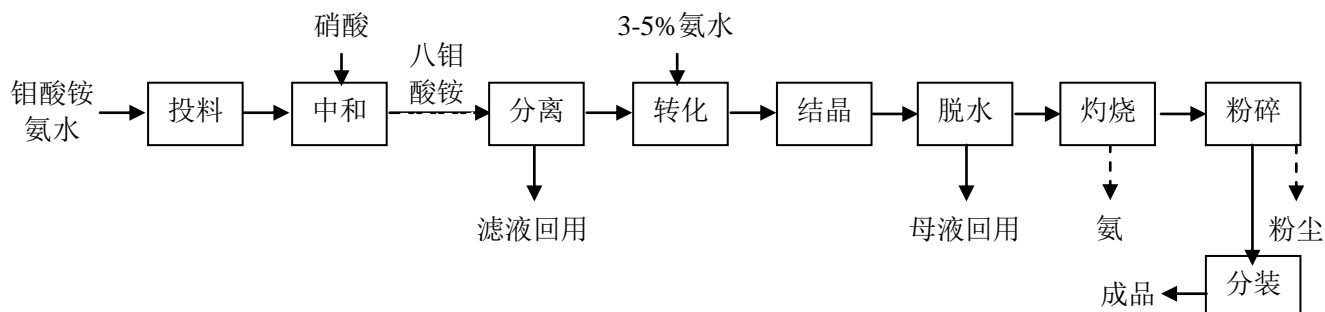 硝酸
3-5%氨水
八钼
酸铵
钼酸铵
氨水
投料
中和
分离
转化
结晶
脱水
灼烧
粉碎
滤液回用
母液回用
氨
粉尘
成品
分装